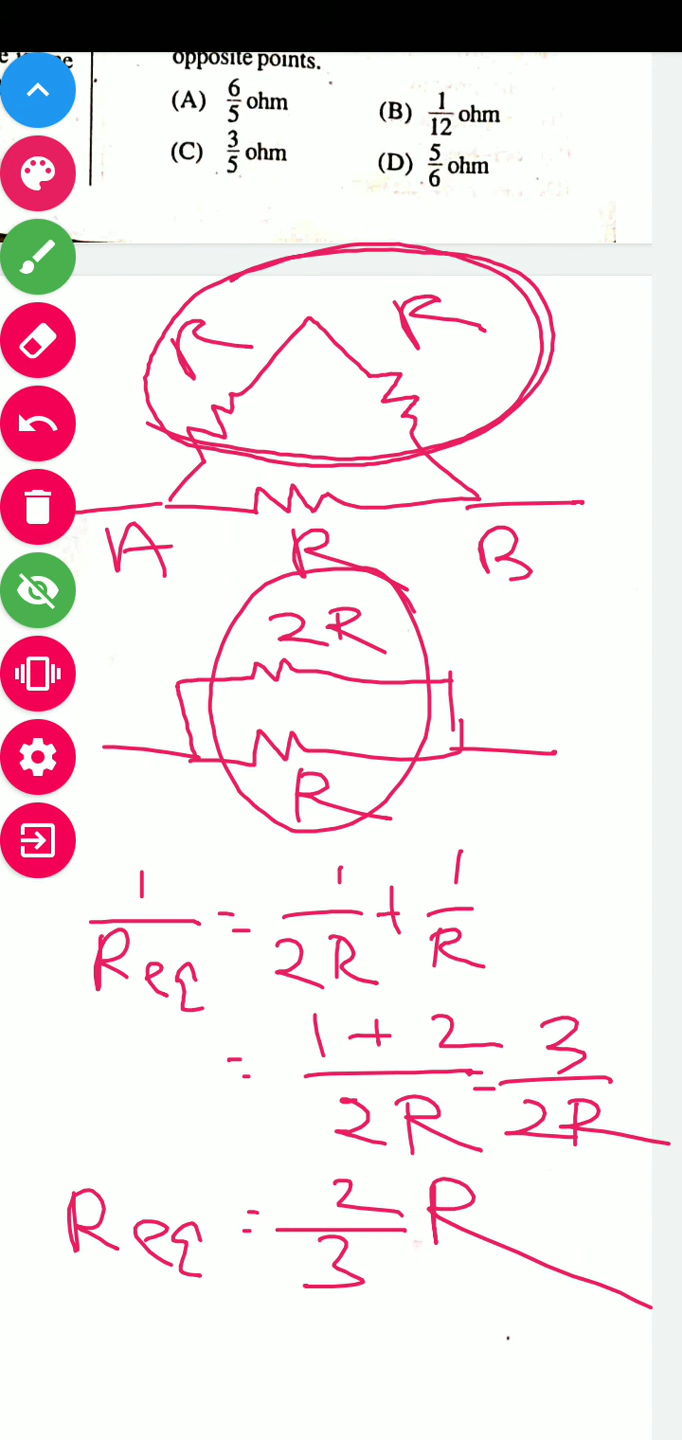 opposite points.
(A) 6/5 ohm
(B) 1/12 ohm
(C) 3/5 ohm
(D) 5/6 ohm
R R
A R B
2R
R
1/Req = 1/2R + 1/R
= 1 + 2/2R = 3/2R
Req = 2/3 R